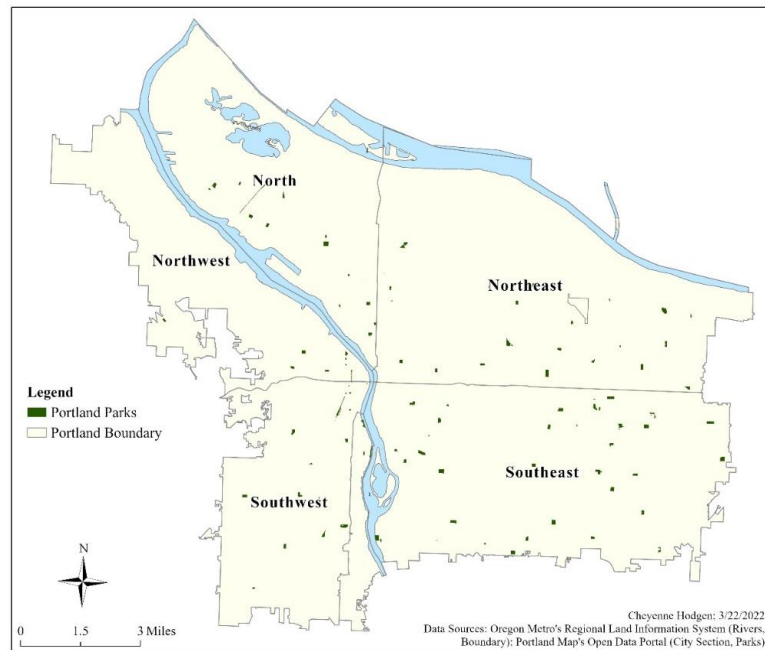 North
Northwest
Northeast
Legend
Portland Parks
Portland Boundary
Southeast
Southwest
N
0 1.5 3 Miles
Cheyenne Hodgen; 3/22/2022
Data Sources: Oregon Metro's Regional Land Information System (Rivers,
Boundary); Portland Map's Open Data Portal (City Section, Parks)